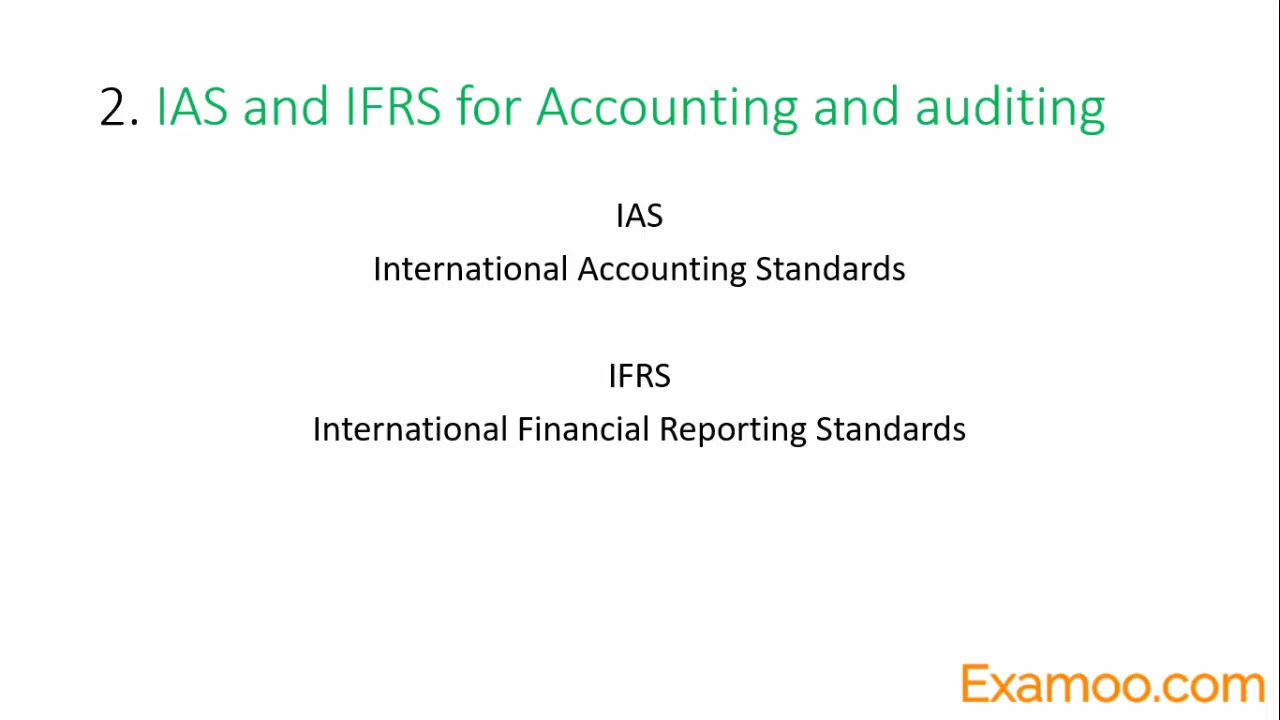 2. IAS and IFRS for Accounting and auditing
IAS
International Accounting Standards
IFRS
International Financial Reporting Standards
Examoo.com